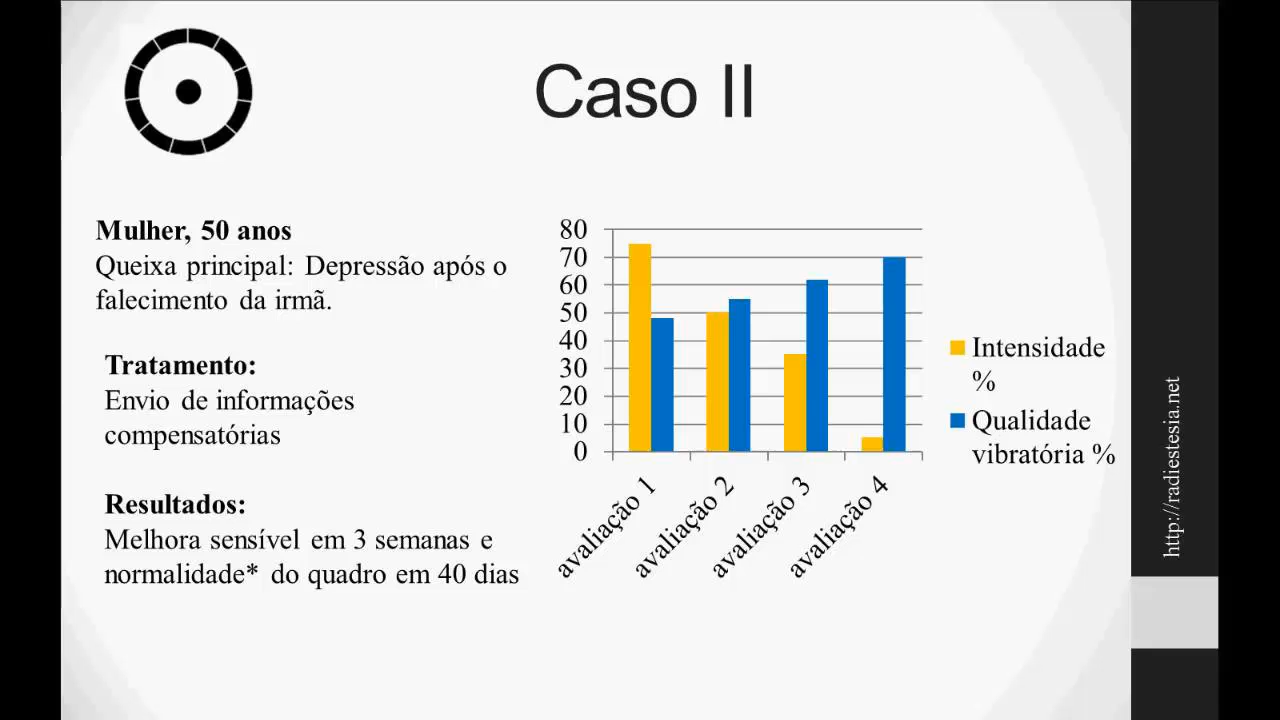 Caso II
Mulher, 50 anos
Queixa principal: Depressão após o
falecimento da irmã.
Tratamento:
Envio de informações
compensatórias
Resultados:
Melhora sensível em 3 semanas e
normalidade* do quadro em 40 dias
80
70
60
50
40
30
20
10
0
avaliação 1
avaliação 2
avaliação 3
avaliação 4
Intensidade
%
Qualidade
vibratória %
http://radiestesia.net